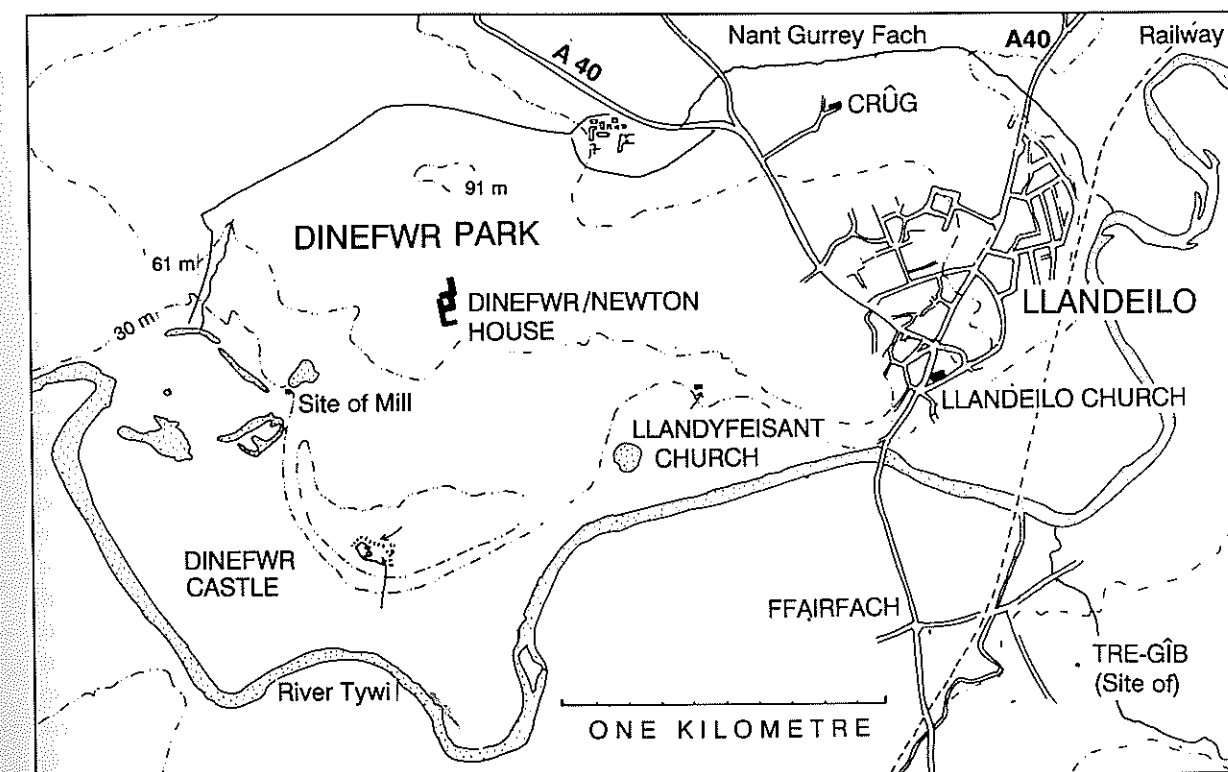 Nant Gurrey Fach
A40
Railway
A 40
CRÛG
91 m
DINEFWR PARK
61 m
DINEFWR/NEWTON
HOUSE
30 m
LLANDEILO
Site of Mill
LLANDYFEISANT
CHURCH
LLANDEILO CHURCH
DINEFWR
CASTLE
FFAIRFACH
TRE-GÎB
(Site of)
River Tywi
ONE KILOMETRE